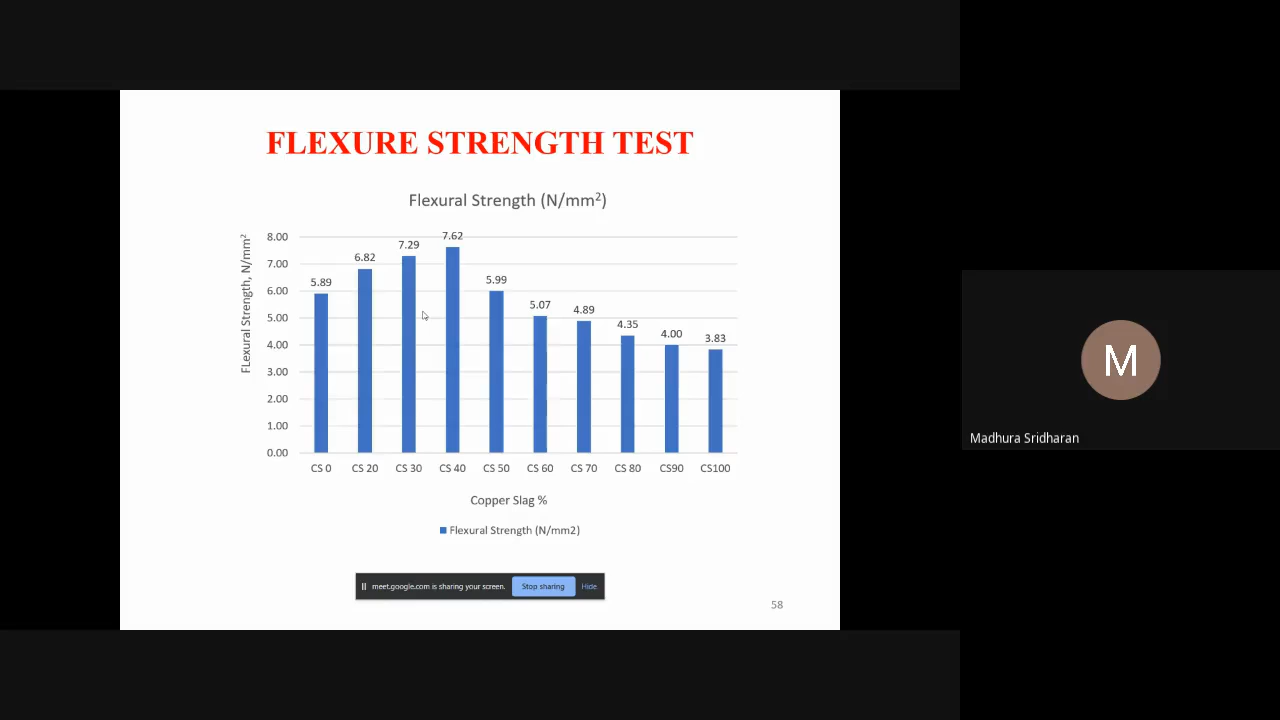 FLEXURE STRENGTH TEST
Flexural Strength (N/mm²)
FLexural Strength, N/mm²
8.00
7.00
6.00
5.00
4.00
3.00
2.00
1.00
0.00
5.89
6.82
7.29
7.62
5.99
5.07
4.89
4.35
4.00
3.83
CS 0 CS 20 CS 30 CS 40 CS 50 CS 60 CS 70 CS 80 CS90 CS100
Copper Slag %
Flexural Strength (N/mm2)
meet.google.com is sharing your screen. Stop sharing Hide
58
M
Madhura Sridharan